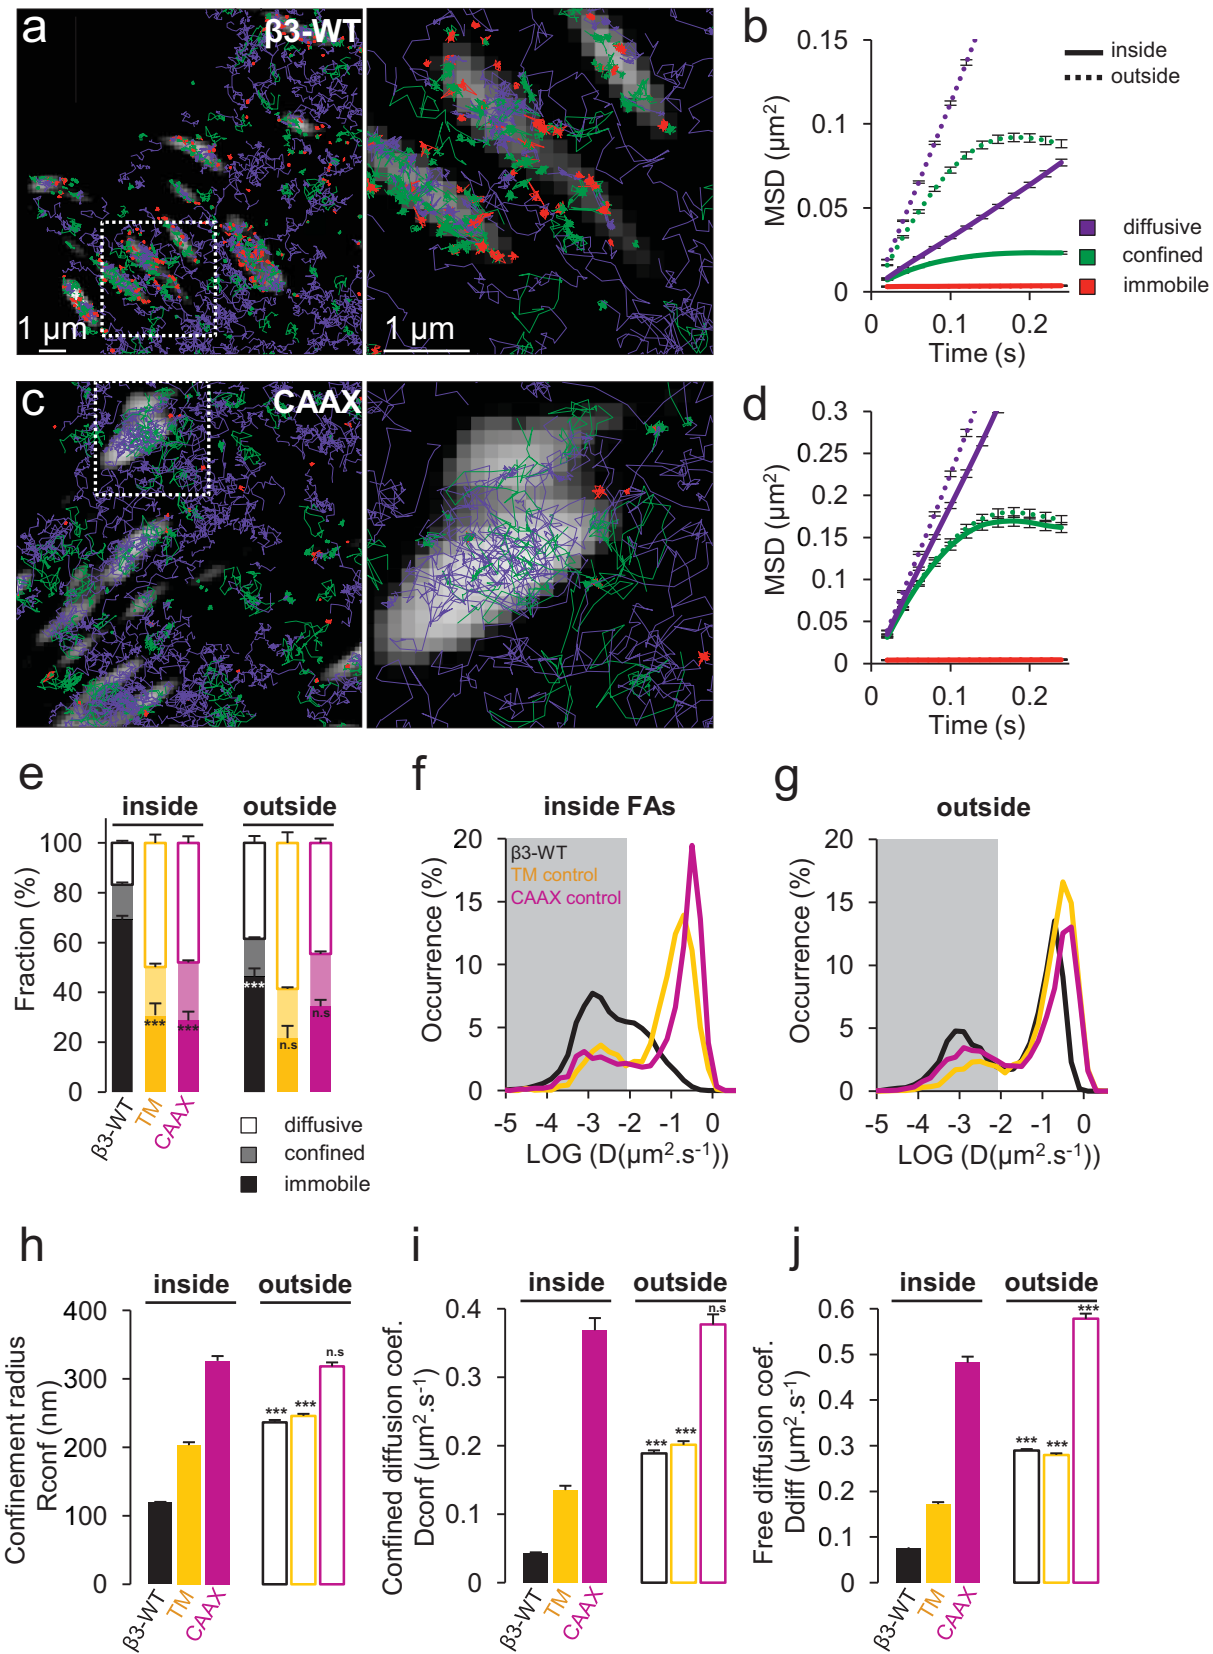 a
β3-WT
1 µm
1 µm
b
0.15
0.1
0.05
0
MSD (µm²)
0
0.1
0.2
Time (s)
inside
outside
diffusive
confined
immobile
c
CAAX
d
0.3
0.25
0.2
0.15
0.1
0.05
0
MSD (µm²)
0
0.1
0.2
Time (s)
e
inside
outside
100
80
60
40
20
0
Fraction (%)
***
***
***
n.s
n.s
β3-WT
TM
CAAX
diffusive
confined
immobile
f
inside FAs
20
15
10
5
0
Occurrence (%)
β3-WT
TM control
CAAX control
-5
-4
-3
-2
-1
0
LOG (D(µm².s⁻¹))
g
outside
20
15
10
5
0
Occurrence (%)
-5
-4
-3
-2
-1
0
LOG (D(µm².s⁻¹))
h
inside
outside
400
300
200
100
0
Confinement radius
Rconf (nm)
***
***
n.s
β3-WT
TM
CAAX
i
inside
outside
0.4
0.3
0.2
0.1
0
Confined diffusion coef.
Dconf (µm².s⁻¹)
***
***
n.s
β3-WT
TM
CAAX
j
inside
outside
0.6
0.5
0.4
0.3
0.2
0.1
0
Free diffusion coef.
Ddiff (µm².s⁻¹)
***
***
***
β3-WT
TM
CAAX